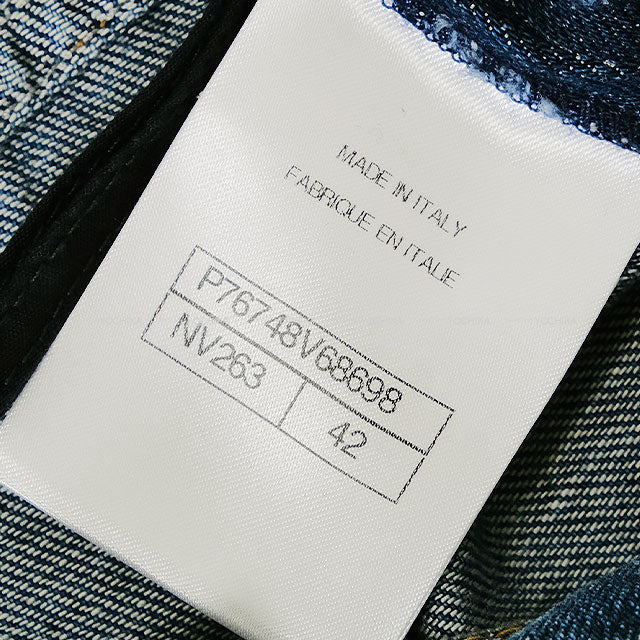 MADE IN ITALY
FABRIQUE EN ITALIE
P76748V68698
NV263
42